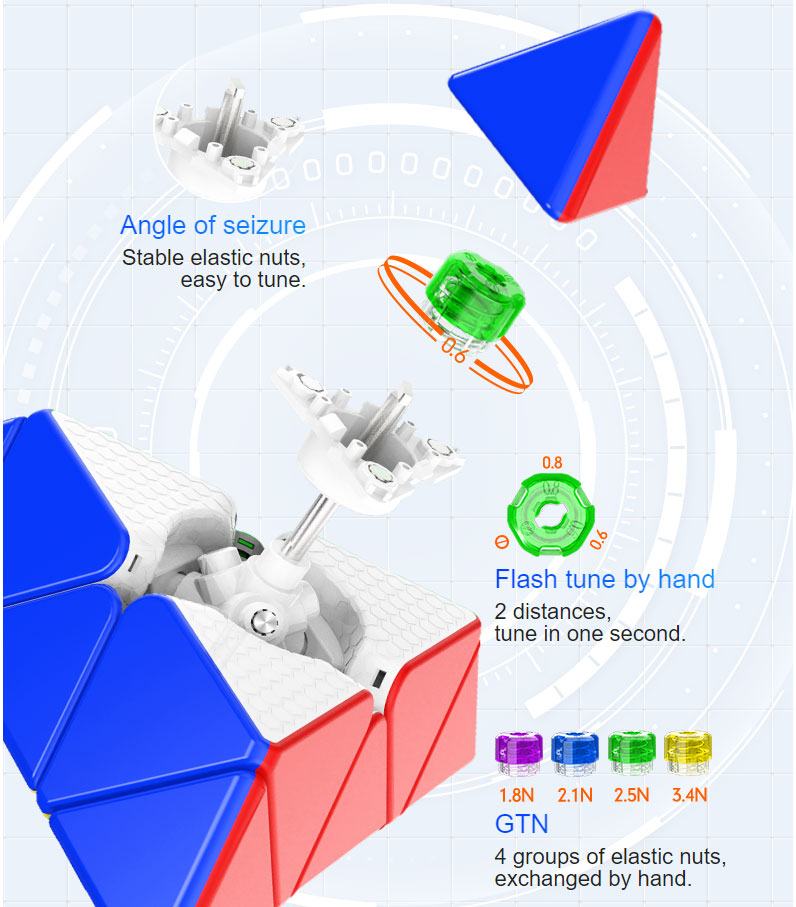 Angle of seizure
Stable elastic nuts,
easy to tune.
0.6
0.8
0.6
Flash tune by hand
2 distances,
tune in one second.
1.8N 2.1N 2.5N 3.4N
GTN
4 groups of elastic nuts,
exchanged by hand.